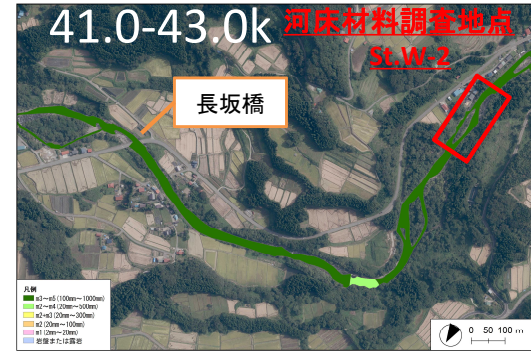 41.0-43.0k
河床材料調査地点
St.W-2
長坂橋
凡例
m3～m5(100mm～1000mm)
m2～m4(20mm～500mm)
m2+m3(20mm～300mm)
m2(20mm～100mm)
m1(2mm～20mm)
岩盤または露岩
0 50 100 m